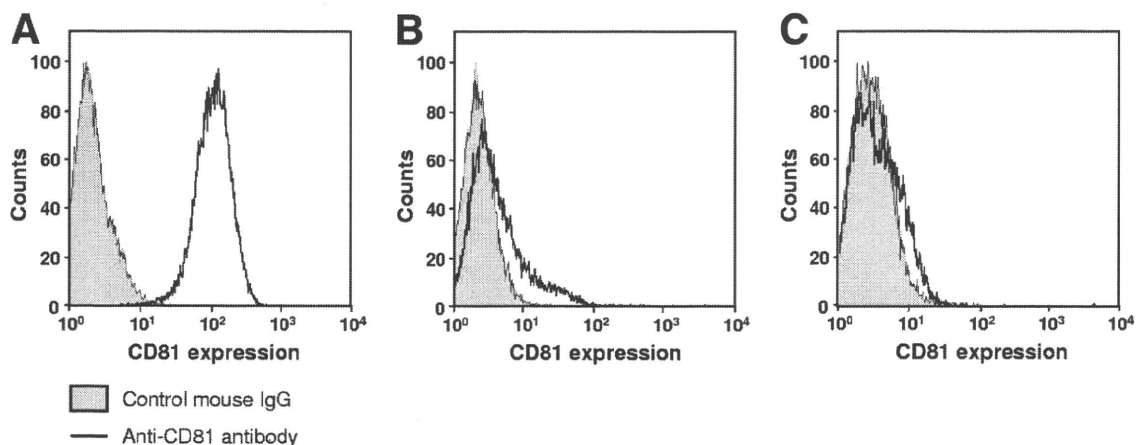 A
Counts
100
80
60
40
20
0
10⁰ 10¹ 10² 10³ 10⁴
CD81 expression
B
Counts
100
80
60
40
20
0
10⁰ 10¹ 10² 10³ 10⁴
CD81 expression
C
Counts
100
80
60
40
20
0
10⁰ 10¹ 10² 10³ 10⁴
CD81 expression
Control mouse IgG
Anti-CD81 antibody